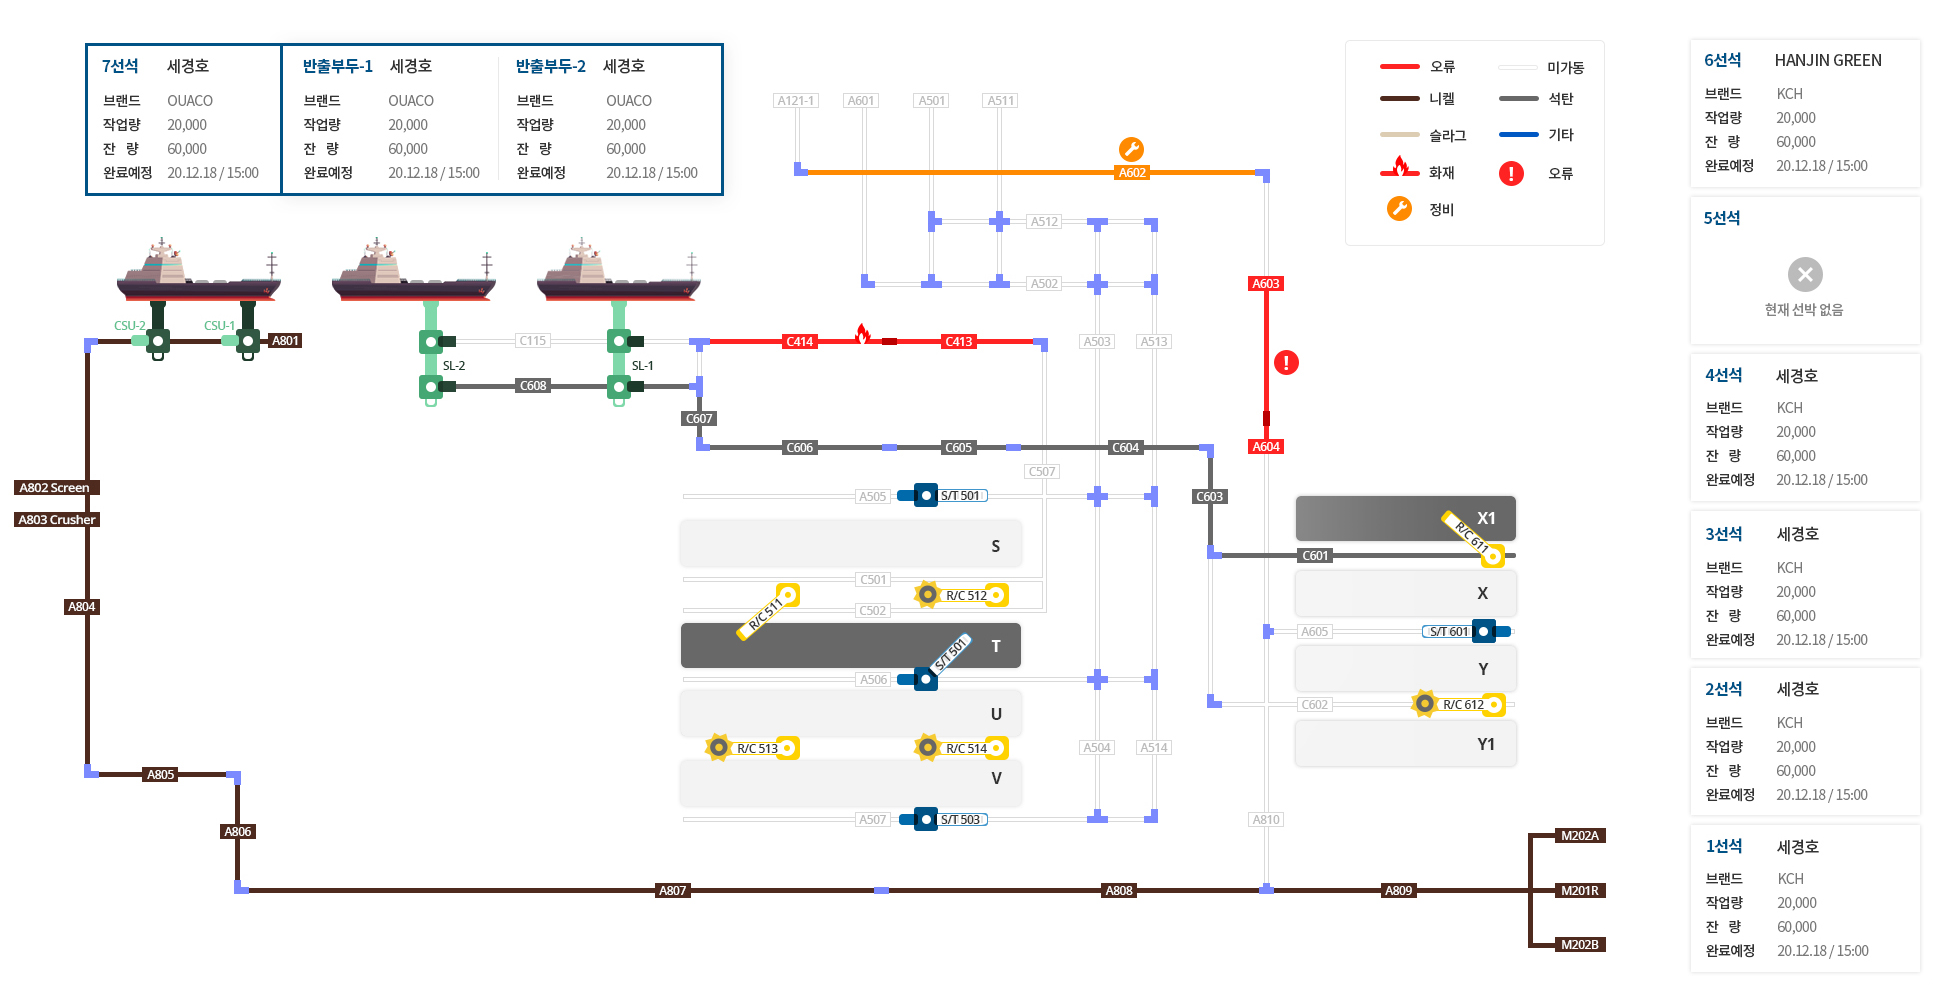 7선석 세경호
브랜드 OUACO
작업량 20,000
잔 량 60,000
완료예정 20.12.18 / 15:00
반출부두-1 세경호
브랜드 OUACO
작업량 20,000
잔 량 60,000
완료예정 20.12.18 / 15:00
반출부두-2 세경호
브랜드 OUACO
작업량 20,000
잔 량 60,000
완료예정 20.12.18 / 15:00
A121-1
A601
A501
A511
A602
A512
A502
A603
A503
A513
A604
오류
미가동
니켈
석탄
슬라그
기타
화재
오류
정비
CSU-2
CSU-1
A801
C115
SL-2
SL-1
C608
C414
C413
C607
C606
C605
C604
C507
C603
A802 Screen
A803 Crusher
A804
A805
A806
A807
A808
A809
A810
M202A
M201R
M202B
A505
S/T 501
S
C501
C502
R/C 511
R/C 512
T
S/T 501
A506
U
R/C 513
R/C 514
V
A507
S/T 503
A504
A514
X1
R/C 611
C601
X
A605
S/T 601
Y
C602
R/C 612
Y1
6선석 HANJIN GREEN
브랜드 KCH
작업량 20,000
잔 량 60,000
완료예정 20.12.18 / 15:00
5선석
현재 선박 없음
4선석 세경호
브랜드 KCH
작업량 20,000
잔 량 60,000
완료예정 20.12.18 / 15:00
3선석 세경호
브랜드 KCH
작업량 20,000
잔 량 60,000
완료예정 20.12.18 / 15:00
2선석 세경호
브랜드 KCH
작업량 20,000
잔 량 60,000
완료예정 20.12.18 / 15:00
1선석 세경호
브랜드 KCH
작업량 20,000
잔 량 60,000
완료예정 20.12.18 / 15:00